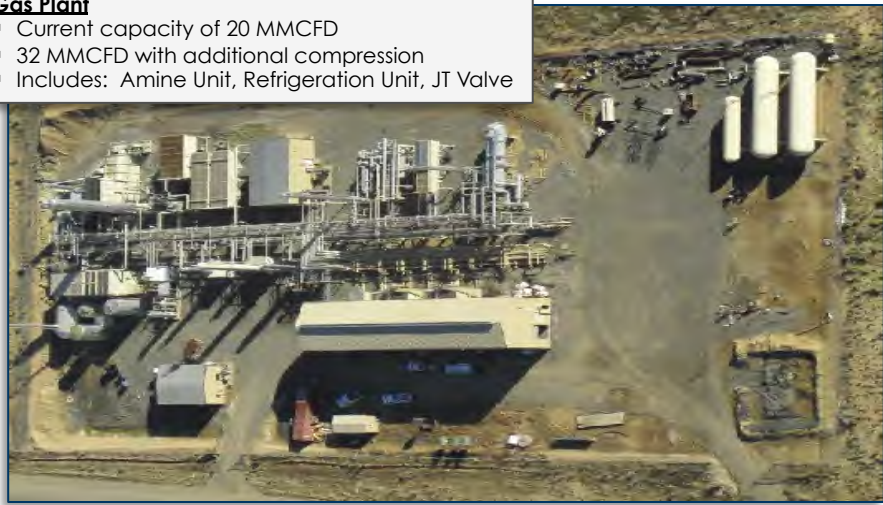 Gas Plant
Current capacity of 20 MMCFD
32 MMCFD with additional compression
Includes: Amine Unit, Refrigeration Unit, JT Valve